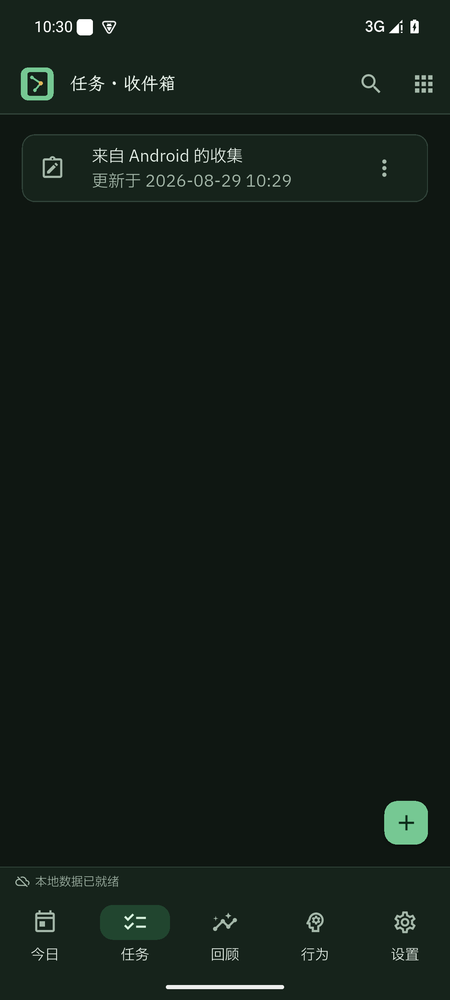 10:30
3G
任务·收件箱
来自 Android 的收集
更新于 2026-08-29 10:29
本地数据已就绪
今日
任务
回顾
行为
设置